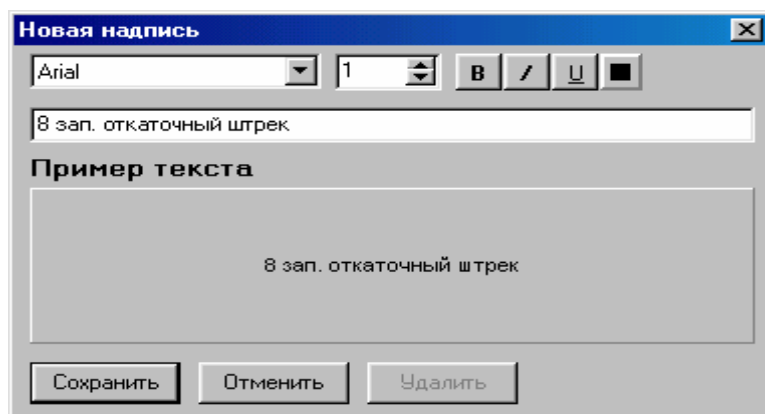 Новая надпись
Arial 1 B I U
8 зап. откаточный штрек
Пример текста
8 зап. откаточный штрек
Сохранить Отменить Удалить